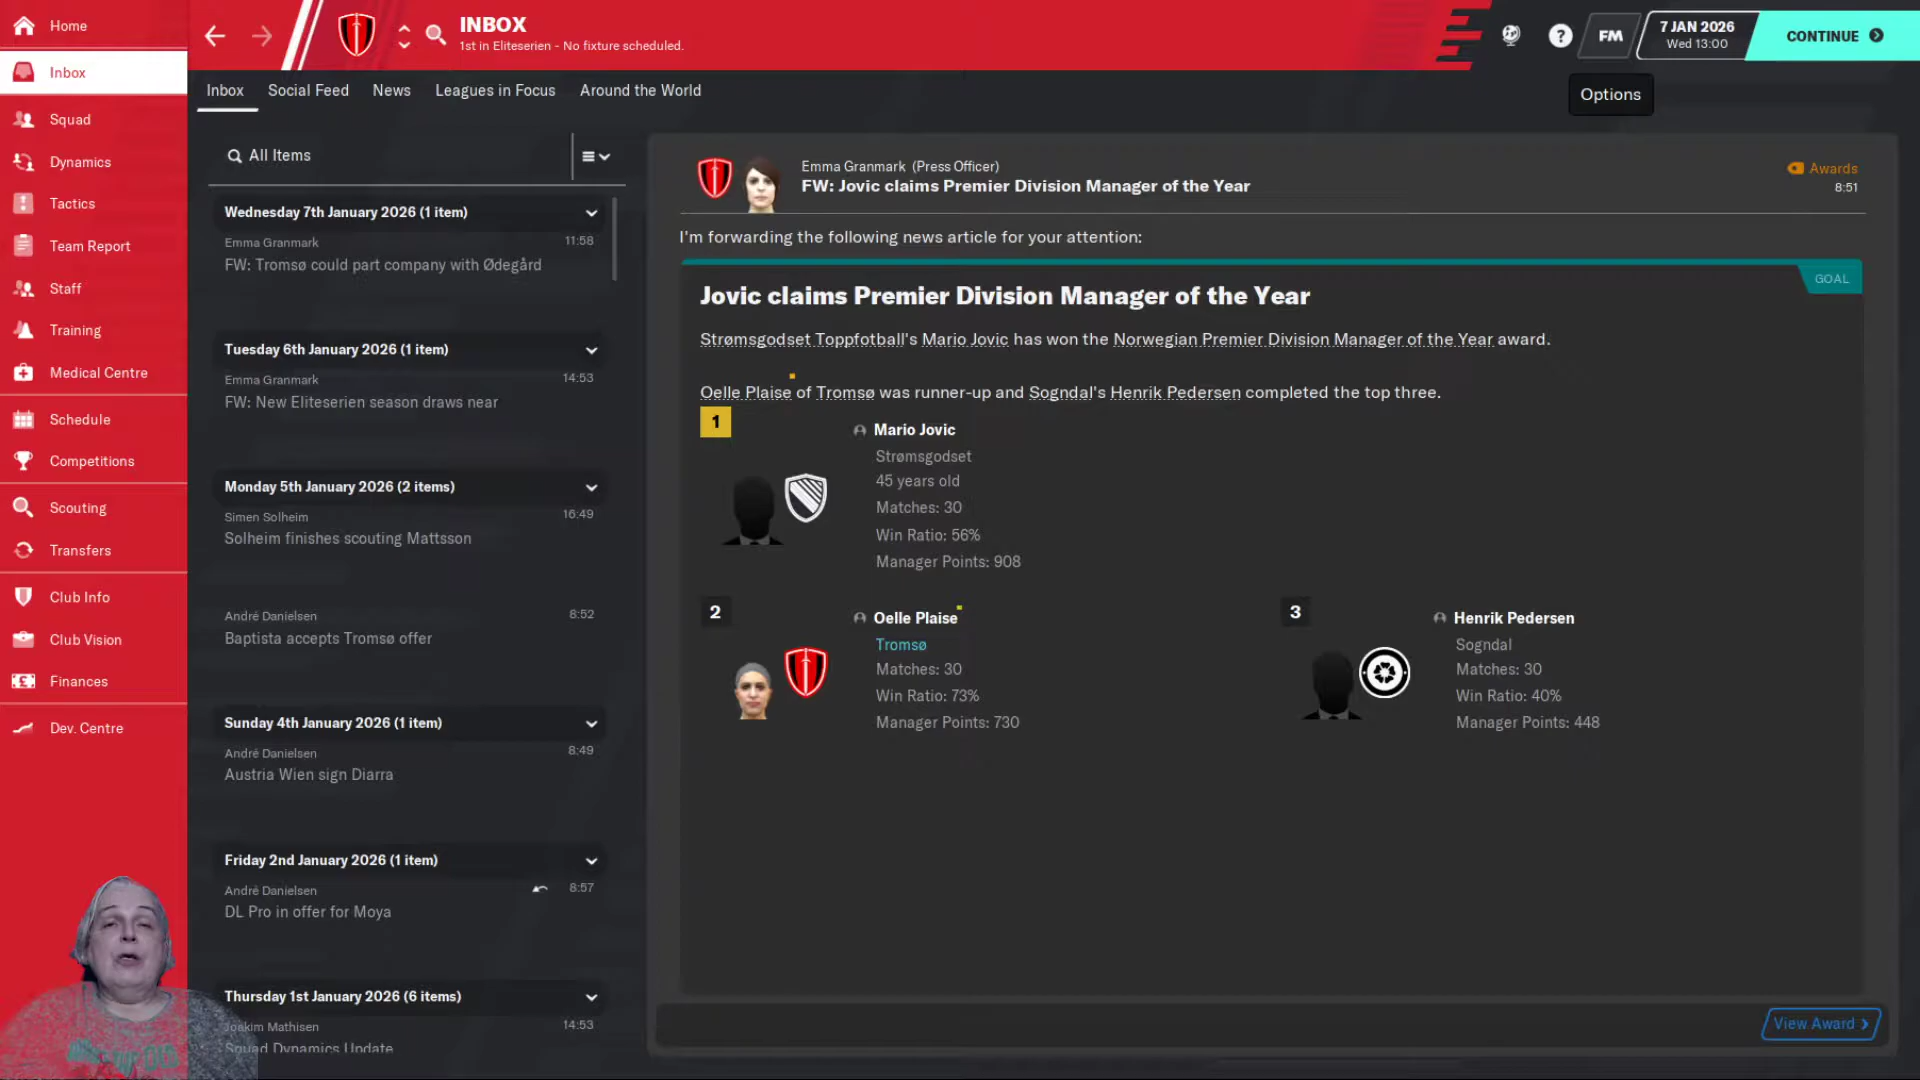 Home
Inbox
Squad
Dynamics
Tactics
Team Report
Staff
Training
Medical Centre
Schedule
Competitions
Scouting
Transfers
Club Info
Club Vision
Finances
Dev. Centre
INBOX
1st in Eliteserien - No fixture scheduled.
FM
7 JAN 2026
Wed 13:00
CONTINUE
Options
Inbox
Social Feed
News
Leagues in Focus
Around the World
All Items
Wednesday 7th January 2026 (1 item)
Emma Granmark 11:58
FW: Tromsø could part company with Ødegård
Tuesday 6th January 2026 (1 item)
Emma Granmark 14:53
FW: New Eliteserien season draws near
Monday 5th January 2026 (2 items)
Simen Solheim 16:49
Solheim finishes scouting Mattsson
André Danielsen 8:52
Baptista accepts Tromsø offer
Sunday 4th January 2026 (1 item)
André Danielsen 8:49
Austria Wien sign Diarra
Friday 2nd January 2026 (1 item)
André Danielsen 8:57
DL Pro in offer for Moya
Thursday 1st January 2026 (6 items)
Joakim Mathisen 14:53
Squad Dynamics Update
Emma Granmark (Press Officer)
FW: Jovic claims Premier Division Manager of the Year
Awards
8:51
I'm forwarding the following news article for your attention:
GOAL
Jovic claims Premier Division Manager of the Year
Strømsgodset Toppfotball's Mario Jovic has won the Norwegian Premier Division Manager of the Year award.
Oelle Plaise of Tromsø was runner-up and Sogndal's Henrik Pedersen completed the top three.
1
Mario Jovic
Strømsgodset
45 years old
Matches: 30
Win Ratio: 56%
Manager Points: 908
2
Oelle Plaise
Tromsø
Matches: 30
Win Ratio: 73%
Manager Points: 730
3
Henrik Pedersen
Sogndal
Matches: 30
Win Ratio: 40%
Manager Points: 448
View Award